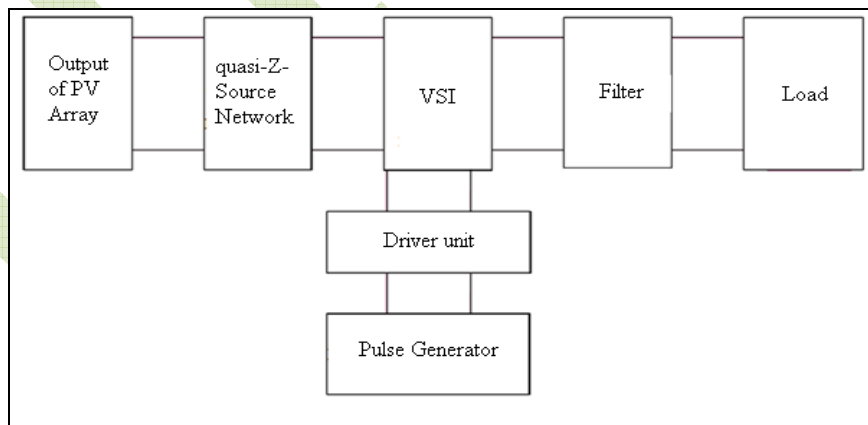 Output
of PV
Array
quasi-Z-
Source
Network
VSI
Filter
Load
Driver unit
Pulse Generator